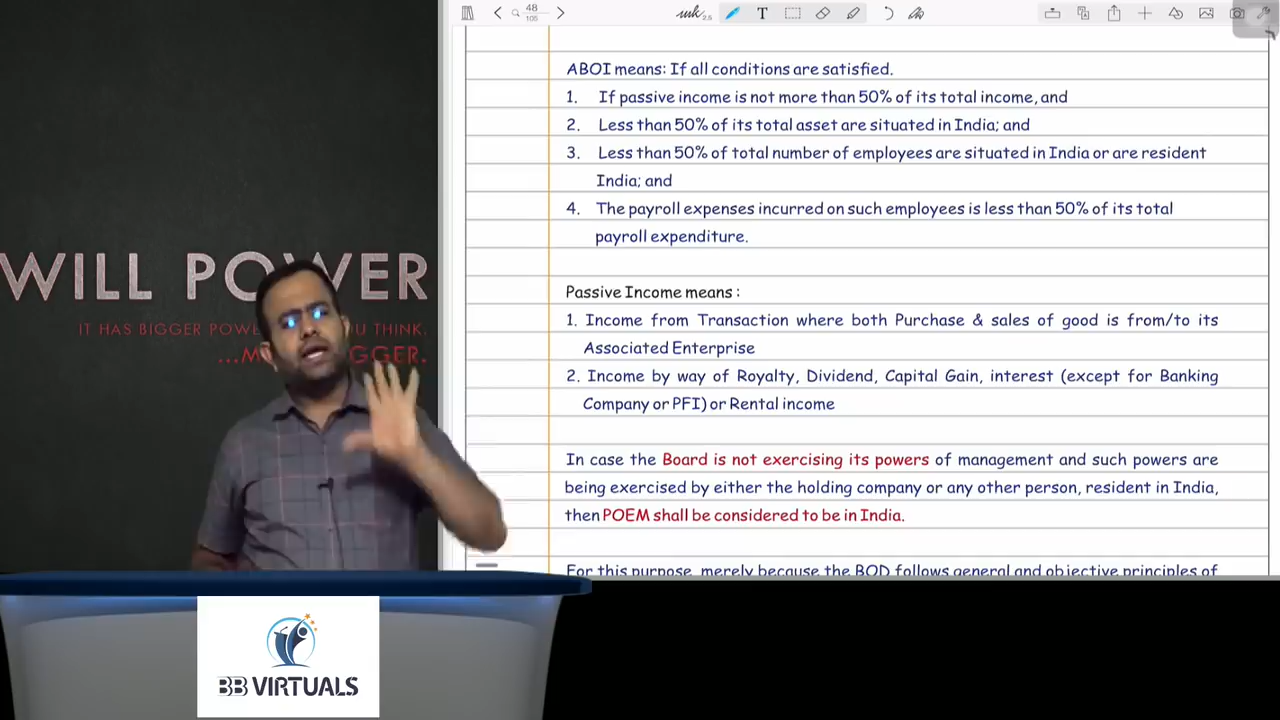 48
105
2.5
T
ABOI means: If all conditions are satisfied.
1. If passive income is not more than 50% of its total income, and
2. Less than 50% of its total asset are situated in India; and
3. Less than 50% of total number of employees are situated in India or are resident
India; and
4. The payroll expenses incurred on such employees is less than 50% of its total
payroll expenditure.
Passive Income means :
1. Income from Transaction where both Purchase & sales of good is from/to its
Associated Enterprise
2. Income by way of Royalty, Dividend, Capital Gain, interest (except for Banking
Company or PFI) or Rental income
In case the Board is not exercising its powers of management and such powers are
being exercised by either the holding company or any other person, resident in India,
then POEM shall be considered to be in India.
For this purpose, merely because the BOD follows general and objective principles of
WILL POWER
IT HAS BIGGER THINK.
BB VIRTUALS